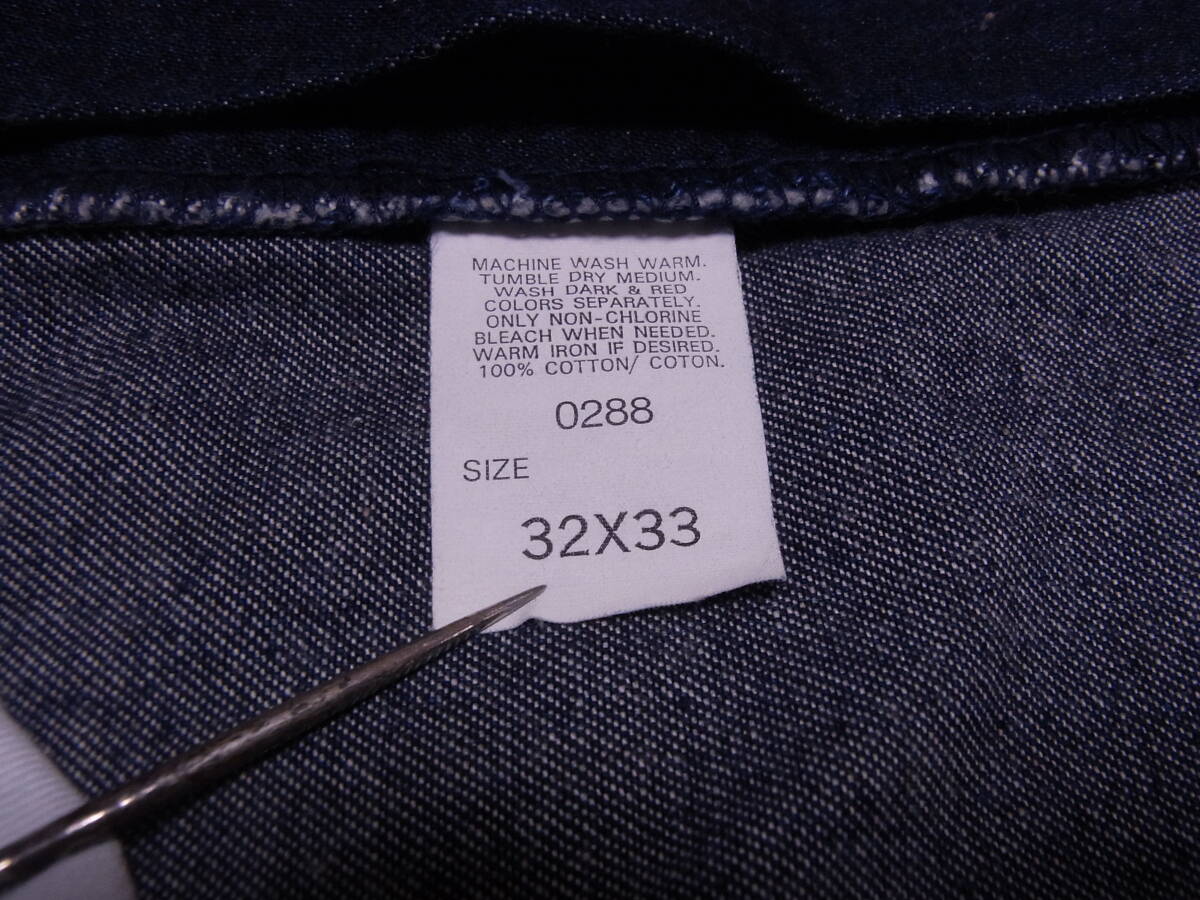 MACHINE WASH WARM.
TUMBLE DRY MEDIUM.
WASH DARK & RED
COLORS SEPARATELY.
ONLY NON-CHLORINE
BLEACH WHEN NEEDED.
WARM IRON IF DESIRED.
100% COTTON/ COTON.
0288
SIZE
32X33